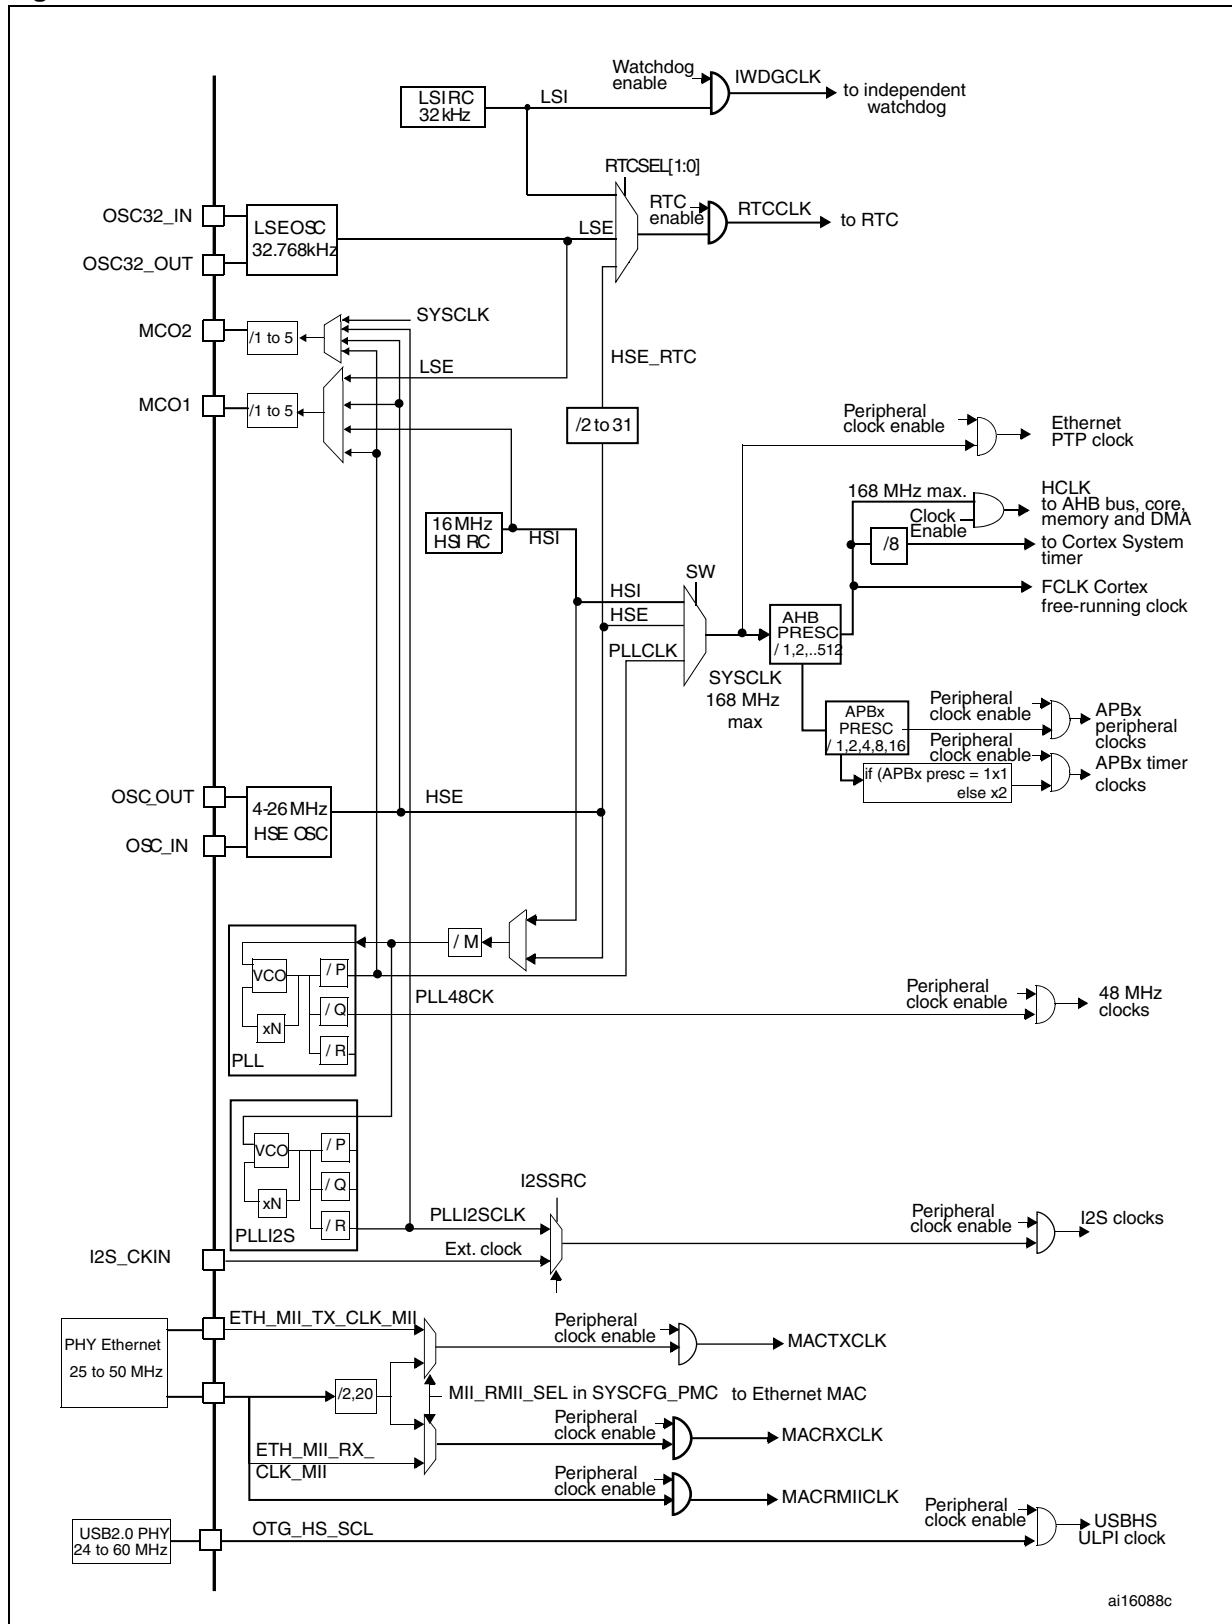 Watchdog
enable
IWDGCLK
to independent
watchdog
LSIRC
32 kHz
LSI
RTCSEL[1:0]
OSC32_IN
OSC32_OUT
LSEOSC
32.768kHz
LSE
RTC
enable
RTCCLK
to RTC
MCO2
/1 to 5
SYSCLK
HSE_RTC
LSE
MCO1
/1 to 5
/2 to 31
Peripheral
clock enable
Ethernet
PTP clock
16 MHz
HSI RC
HSI
168 MHz max.
HCLK
to AHB bus, core,
memory and DMA
Clock
Enable
/8
to Cortex System
timer
FCLK Cortex
free-running clock
SW
HSI
HSE
PLLCLK
SYSCLK
168 MHz
max
AHB
PRESC
/ 1,2,..512
APBx
PRESC
/ 1,2,4,8,16
Peripheral
clock enable
APBx
peripheral
clocks
if (APBx presc = 1x1
else x2
Peripheral
clock enable
APBx timer
clocks
OSC_OUT
OSC_IN
4-26 MHz
HSE OSC
HSE
/ M
VCO
xN
/ P
/ Q
/ R
PLL
PLL48CK
Peripheral
clock enable
48 MHz
clocks
VCO
xN
/ P
/ Q
/ R
PLLI2S
I2SSRC
PLLI2SCLK
Ext. clock
I2S_CKIN
Peripheral
clock enable
I2S clocks
PHY Ethernet
25 to 50 MHz
ETH_MII_TX_CLK_MII
Peripheral
clock enable
MACTXCLK
/2,20
MII_RMII_SEL in SYSCFG_PMC
to Ethernet MAC
ETH_MII_RX_
CLK_MII
Peripheral
clock enable
MACRXCLK
Peripheral
clock enable
MACRMIICLK
USB2.0 PHY
24 to 60 MHz
OTG_HS_SCL
Peripheral
clock enable
USBHS
ULPI clock
ai16088c